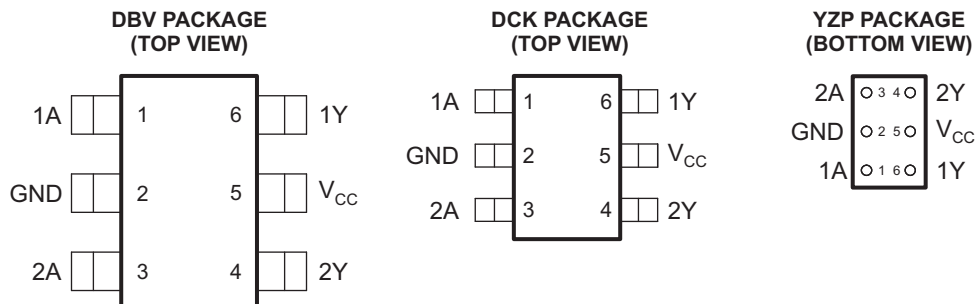 DBV PACKAGE
(TOP VIEW)
1A 1 6 1Y
GND 2 5 VCC
2A 3 4 2Y
DCK PACKAGE
(TOP VIEW)
1A 1 6 1Y
GND 2 5 VCC
2A 3 4 2Y
YZP PACKAGE
(BOTTOM VIEW)
2A 3 4 2Y
GND 2 5 VCC
1A 1 6 1Y